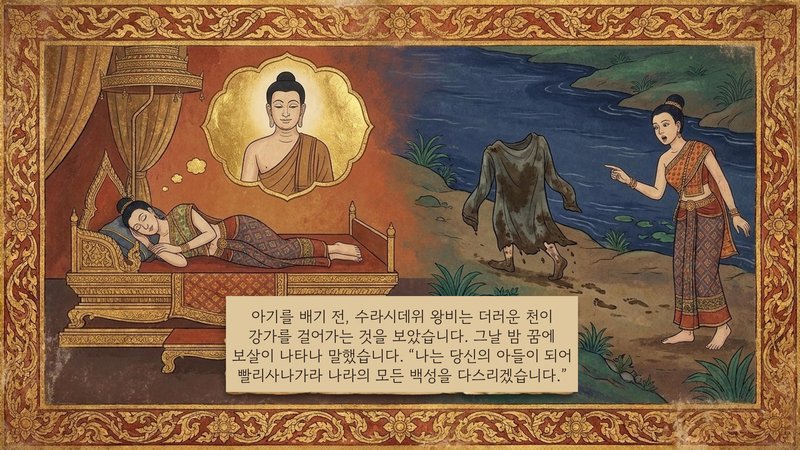 아기를 배기 전, 수라시데위 왕비는 더러운 천이
강가를 걸어가는 것을 보았습니다. 그날 밤 꿈에
보살이 나타나 말했습니다. “나는 당신의 아들이 되어
빨리사나가라 나라의 모든 백성을 다스리겠습니다.”